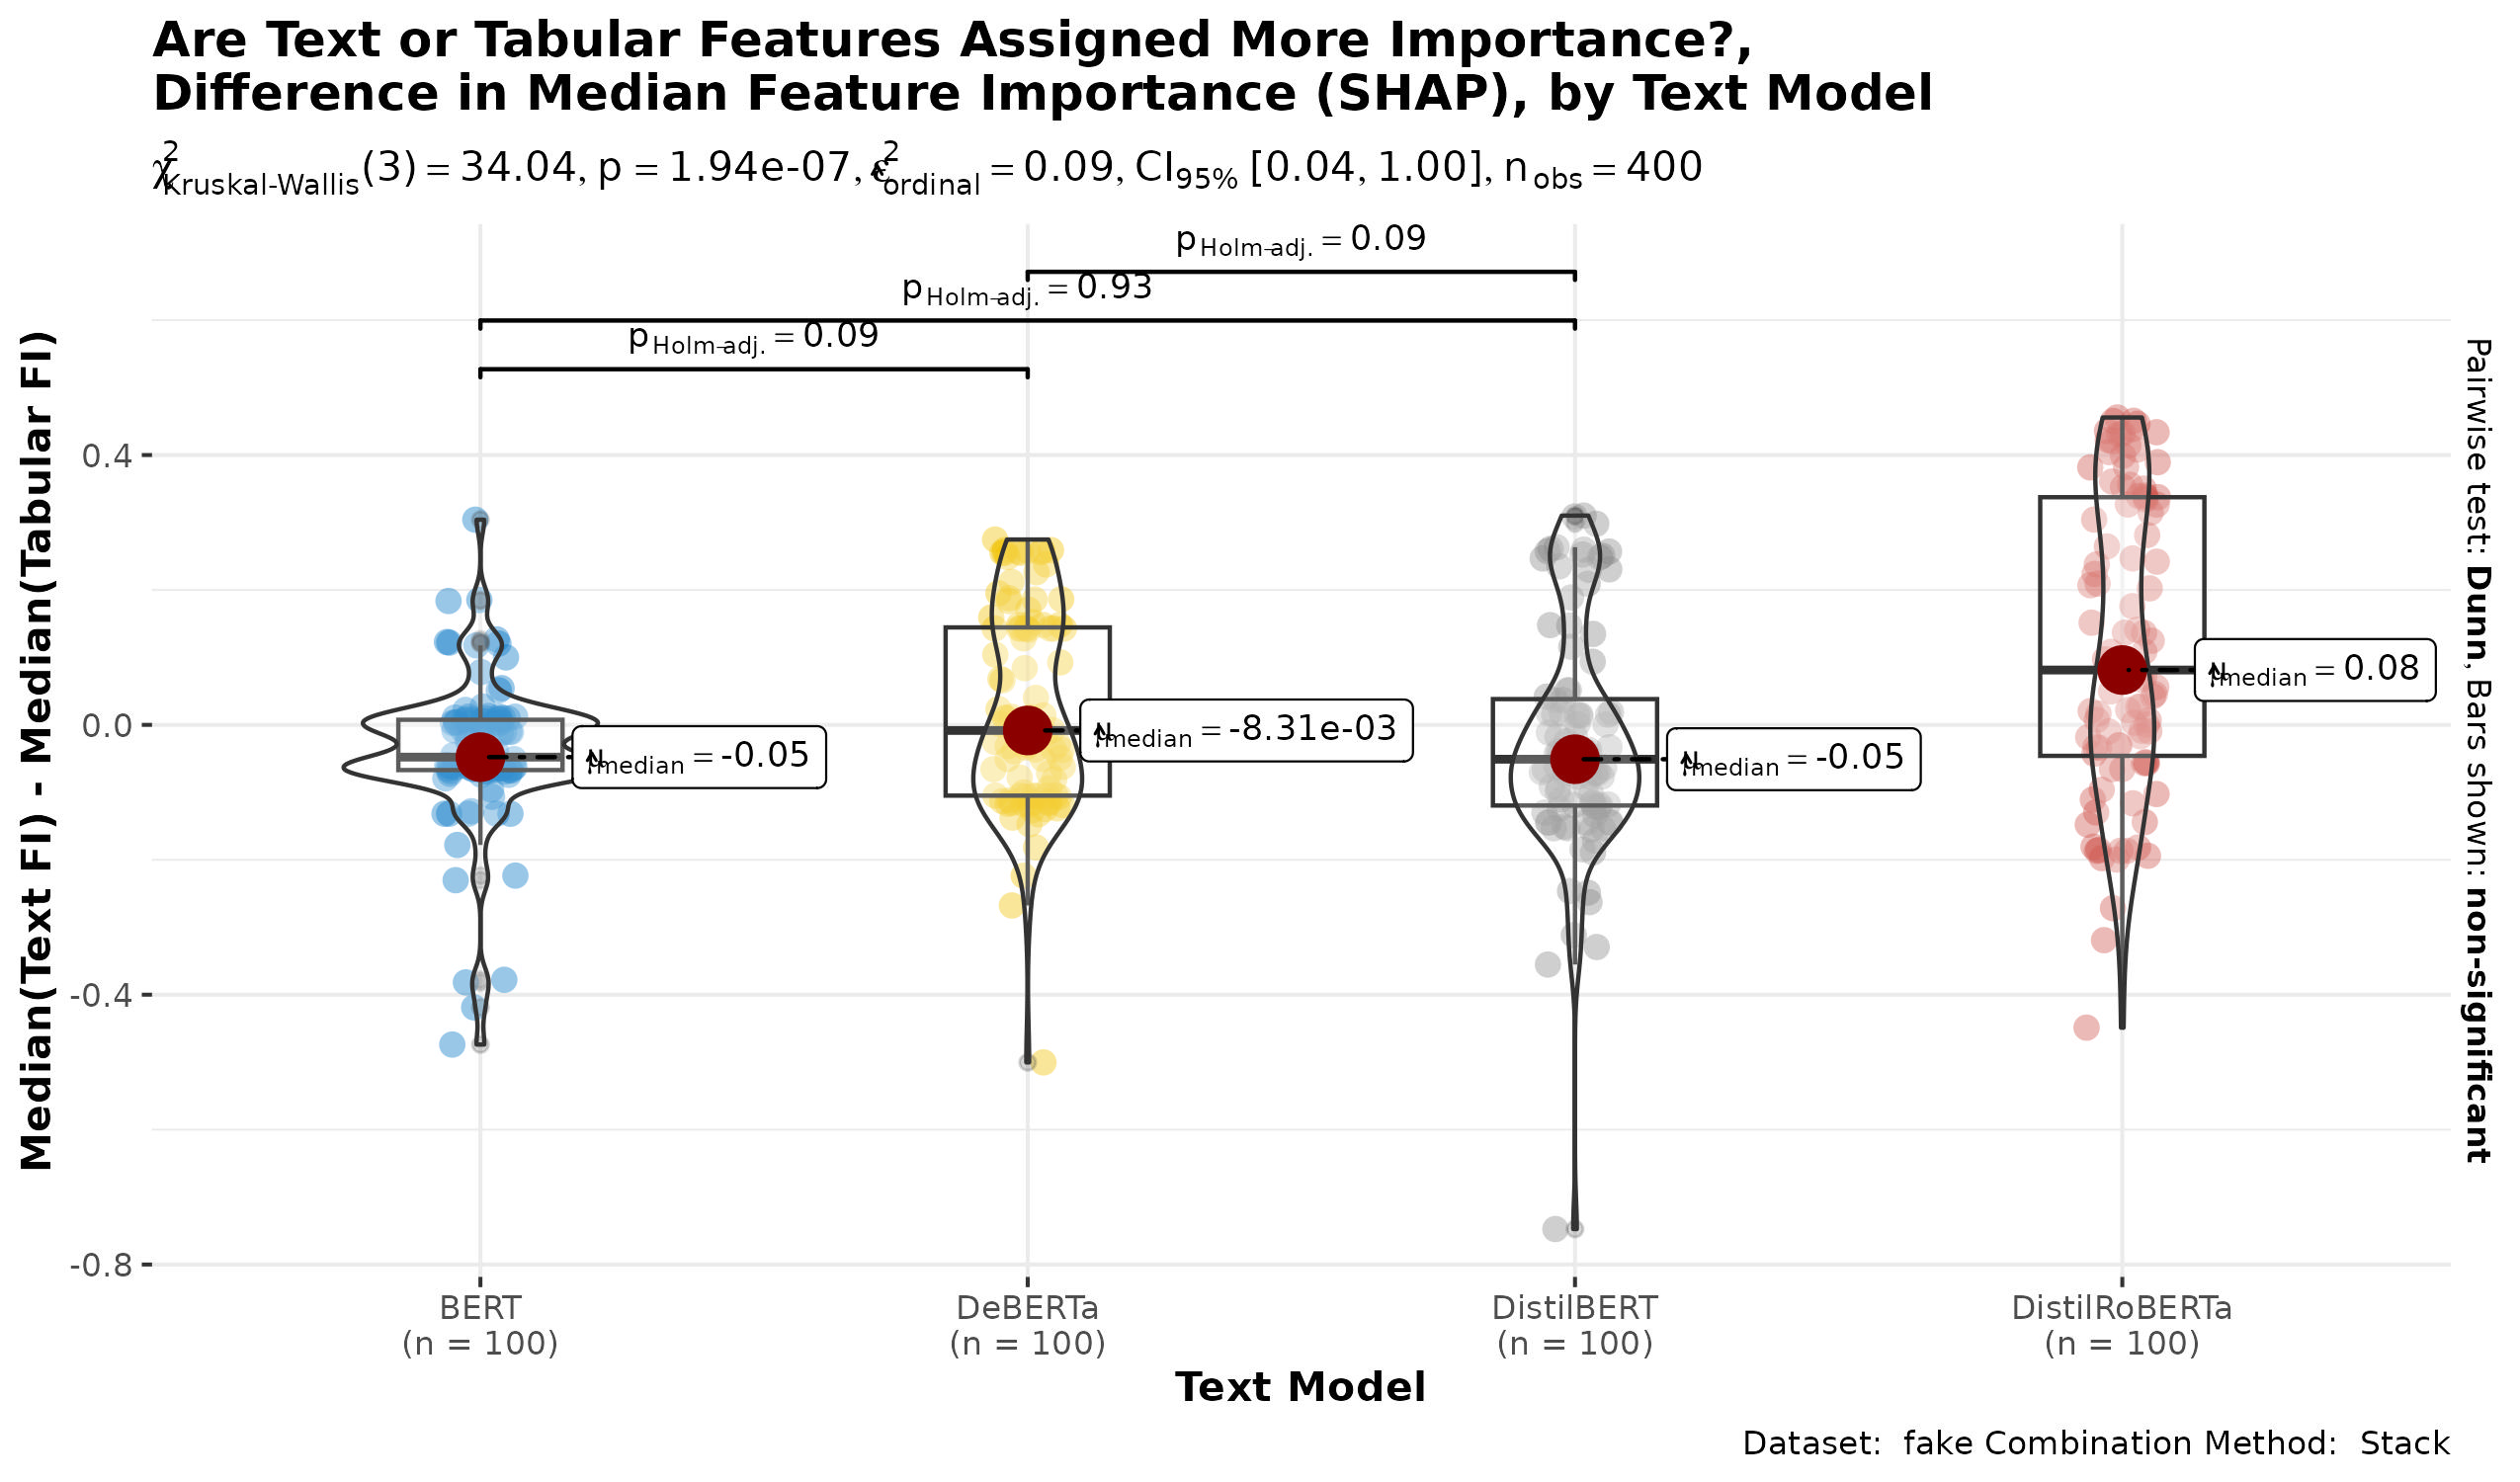 Are Text or Tabular Features Assigned More Importance?,
Difference in Median Feature Importance (SHAP), by Text Model
χ²Kruskal-Wallis(3) = 34.04, p = 1.94e-07, ε²ordinal = 0.09, CI95% [0.04, 1.00], nobs = 400
pHolm-adj. = 0.09
pHolm-adj. = 0.93
pHolm-adj. = 0.09
Median(Text FI) - Median(Tabular FI)
0.4
0.0
-0.4
-0.8
μ̂median = -0.05
μ̂median = -8.31e-03
μ̂median = -0.05
μ̂median = 0.08
Pairwise test: Dunn, Bars shown: non-significant
BERT
(n = 100)
DeBERTa
(n = 100)
DistilBERT
(n = 100)
DistilRoBERTa
(n = 100)
Text Model
Dataset: fake Combination Method: Stack